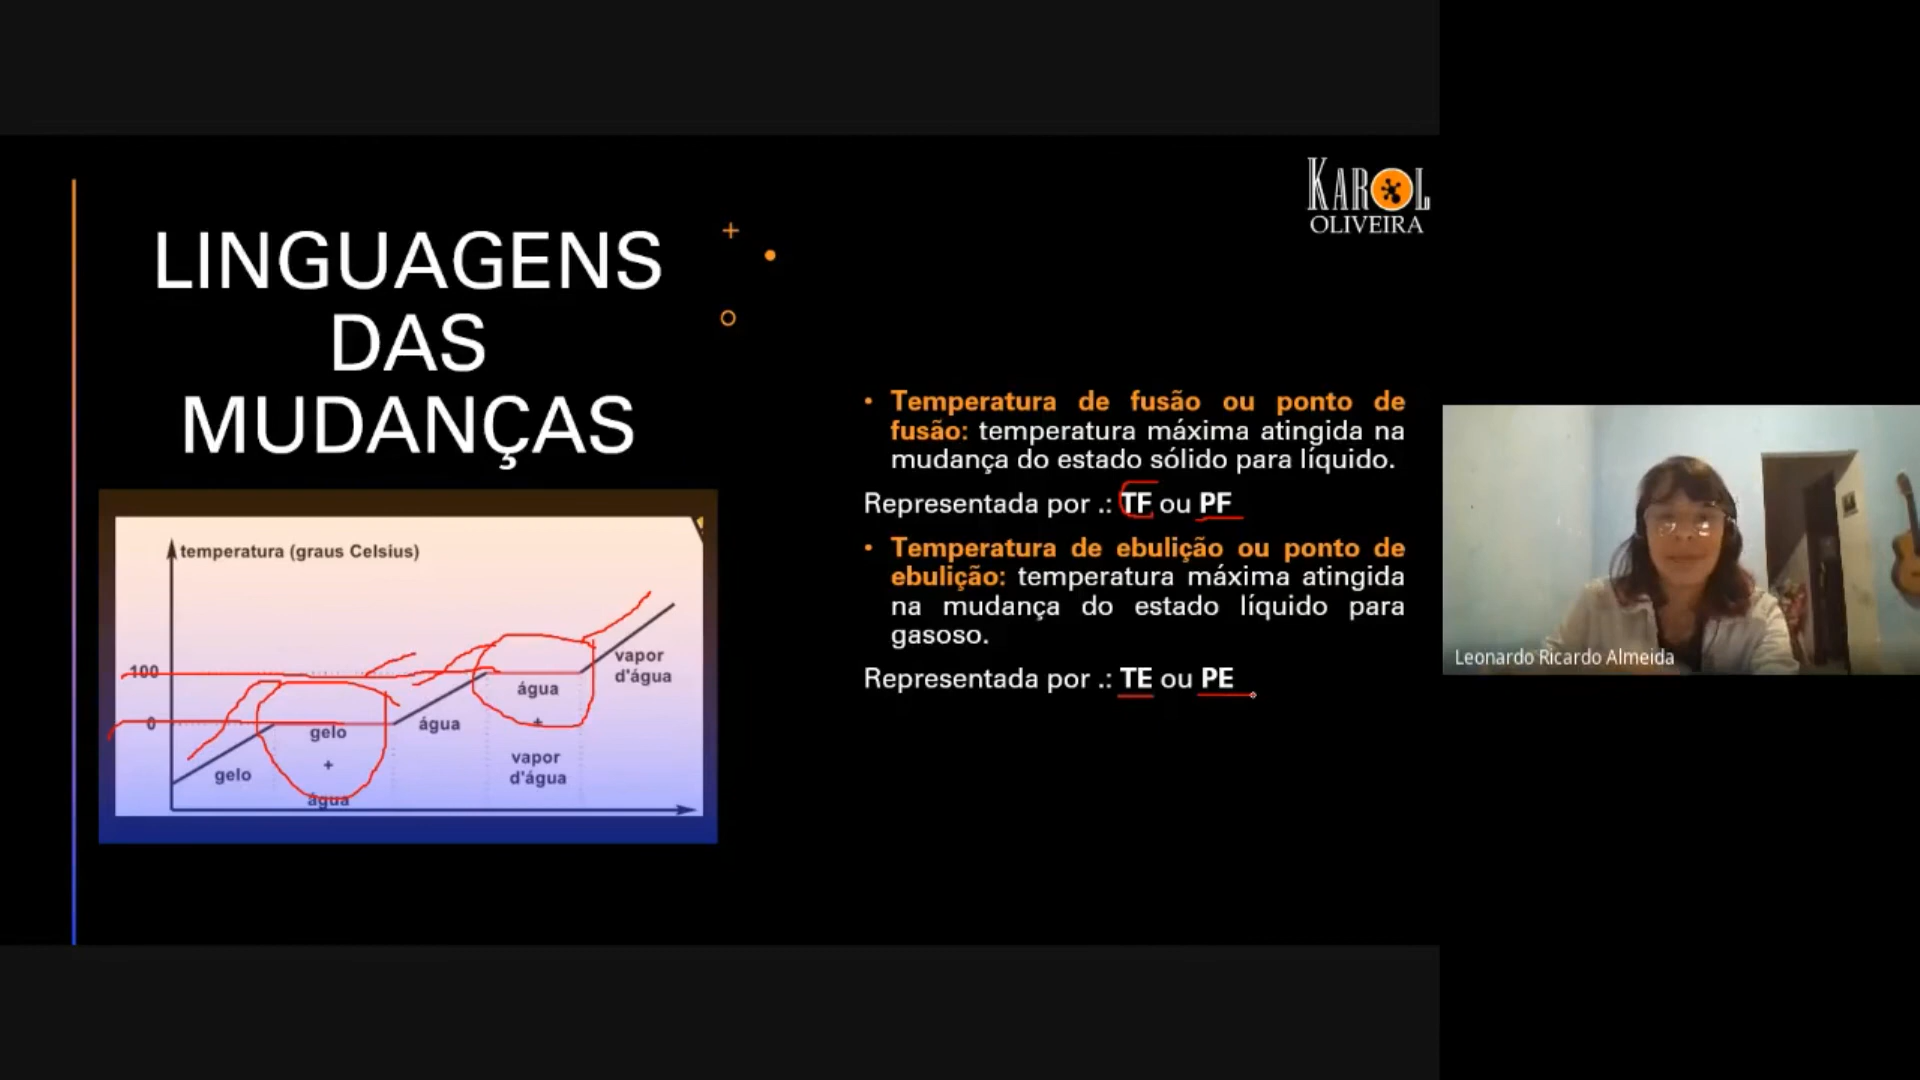 KAROL
OLIVEIRA
LINGUAGENS
DAS
MUDANÇAS
temperatura (graus Celsius)
100
0
gelo
gelo
+
água
água
água
+
vapor
d'água
vapor
d'água
• Temperatura de fusão ou ponto de
fusão: temperatura máxima atingida na
mudança do estado sólido para líquido.
Representada por .: TF ou PF
• Temperatura de ebulição ou ponto de
ebulição: temperatura máxima atingida
na mudança do estado líquido para
gasoso.
Representada por .: TE ou PE
Leonardo Ricardo Almeida